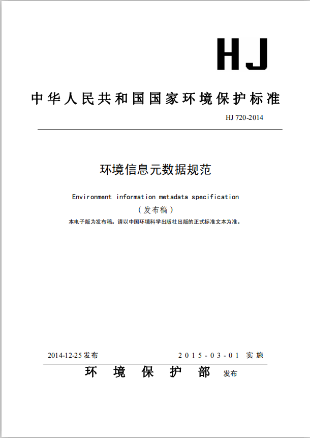 HJ
中华人民共和国国家环境保护标准
HJ 720-2014
环境信息元数据规范
Environment information metadata specification
（发布稿）
本电子版为发布稿。请以中国环境科学出版社出版的正式标准文本为准。
2014-12-25 发布 2015-03-01 实施
环境保护部 发布